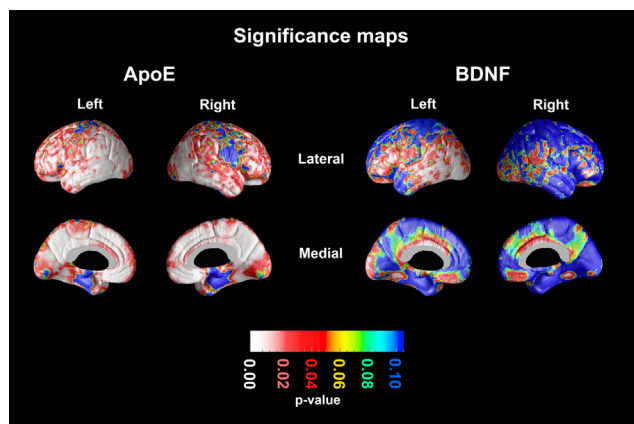 Significance maps
ApoE
BDNF
Left
Right
Left
Right
Lateral
Medial
0.00
0.02
0.04
0.06
0.08
0.10
p-value